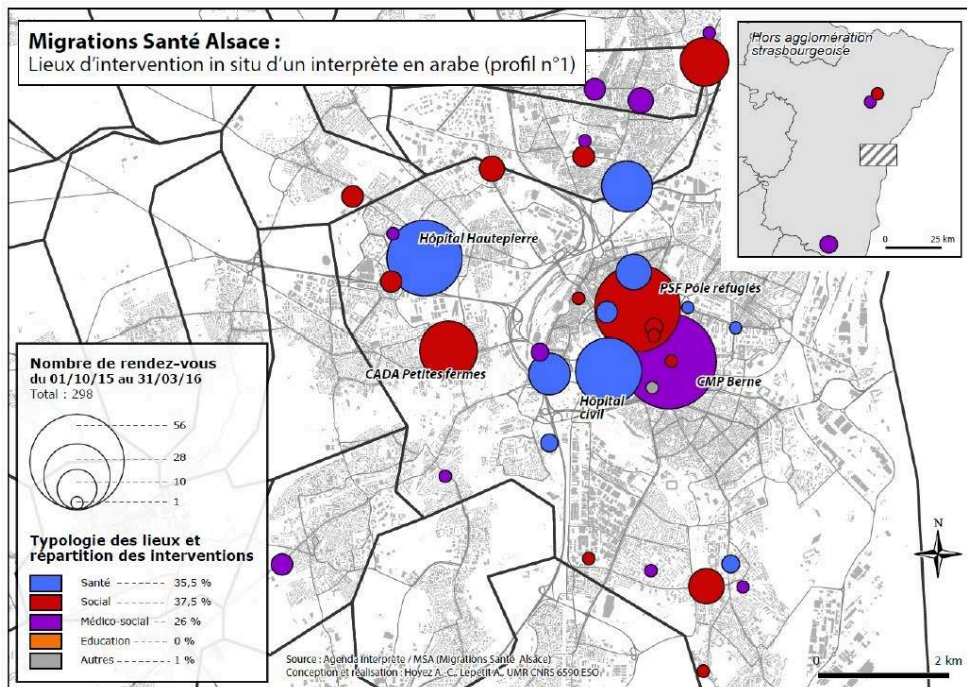 Migrations Santé Alsace :
Lieux d'intervention in situ d'un interprète en arabe (profil n°1)
Hors agglomération
strasbourgeoise
0 25 km
Hôpital Hautepierre
PSF Pôle réfugiés
CADA Petites fermes
CMP Berne
Hôpital
civil
Nombre de rendez-vous
du 01/10/15 au 31/03/16
Total : 298
56
28
10
1
Typologie des lieux et
répartition des interventions
Santé 35,5 %
Social 37,5 %
Médico-social 26 %
Education 0 %
Autres 1 %
N
Source : Agenda interprète / MSA (Migrations Santé Alsace)
Conception et réalisation : Hoyez A.-C., Lepetit A., UMR CNRS 6590 ESO
0 2 km